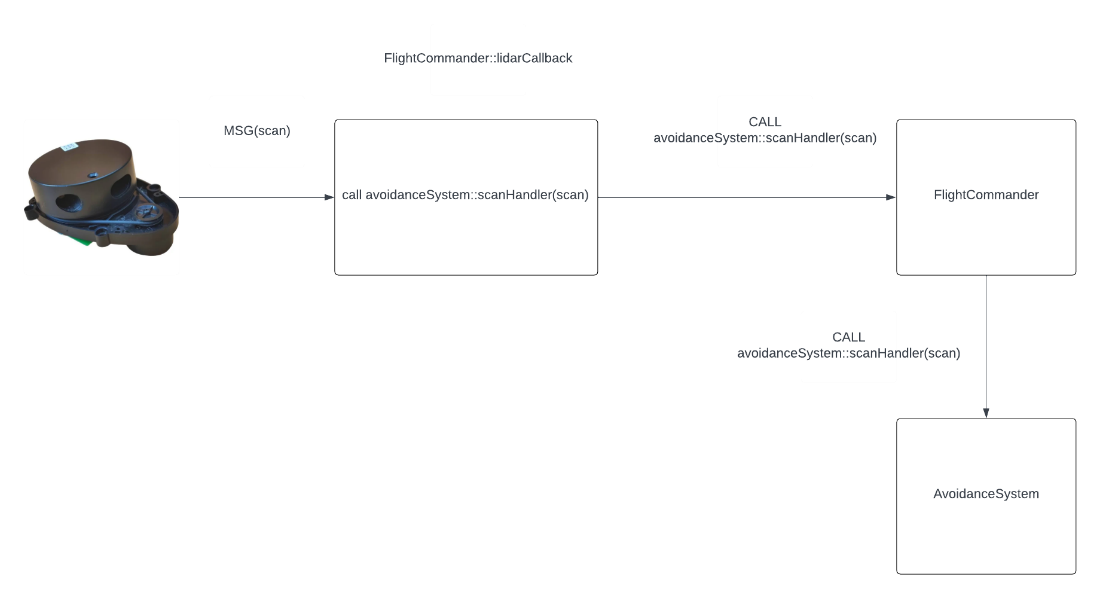 FlightCommander::lidarCallback
MSG(scan)
call avoidanceSystem::scanHandler(scan)
CALL
avoidanceSystem::scanHandler(scan)
FlightCommander
CALL
avoidanceSystem::scanHandler(scan)
AvoidanceSystem